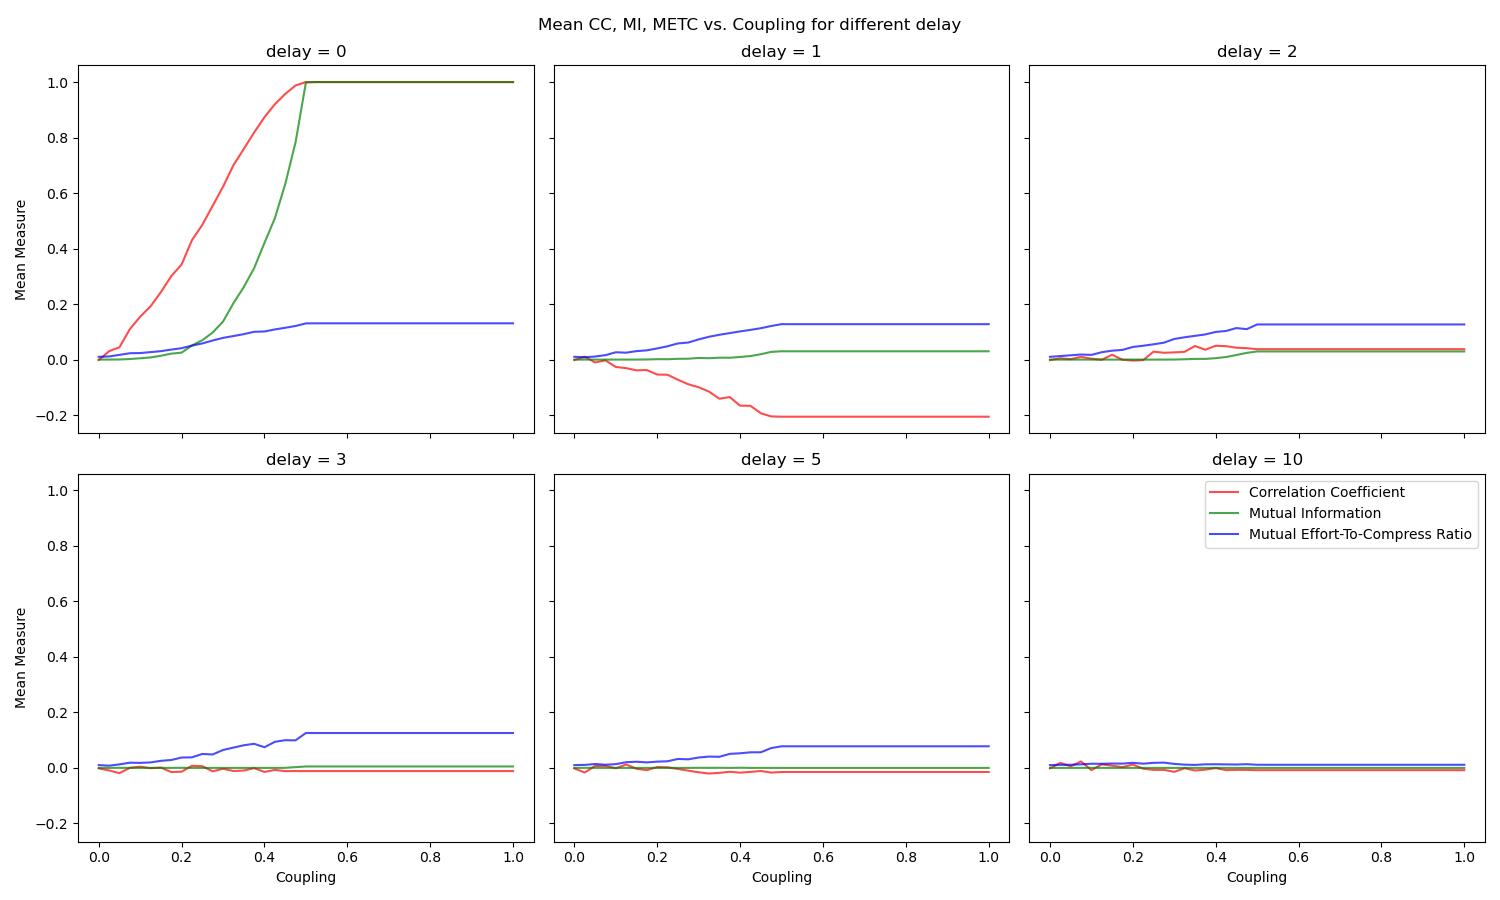 Mean CC, MI, METC vs. Coupling for different delay
delay = 0
delay = 1
delay = 2
1.0
0.8
0.6
0.4
0.2
0.0
−0.2
Mean Measure
delay = 3
delay = 5
delay = 10
1.0
0.8
0.6
0.4
0.2
0.0
−0.2
Mean Measure
Correlation Coefficient
Mutual Information
Mutual Effort-To-Compress Ratio
0.0 0.2 0.4 0.6 0.8 1.0
Coupling
0.0 0.2 0.4 0.6 0.8 1.0
Coupling
0.0 0.2 0.4 0.6 0.8 1.0
Coupling